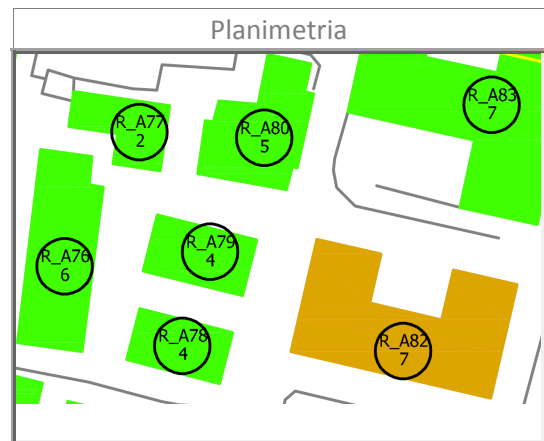 Planimetria
R_A83
7
R_A77
2
R_A80
5
R_A79
4
R_A76
6
R_A78
4
R_A82
7